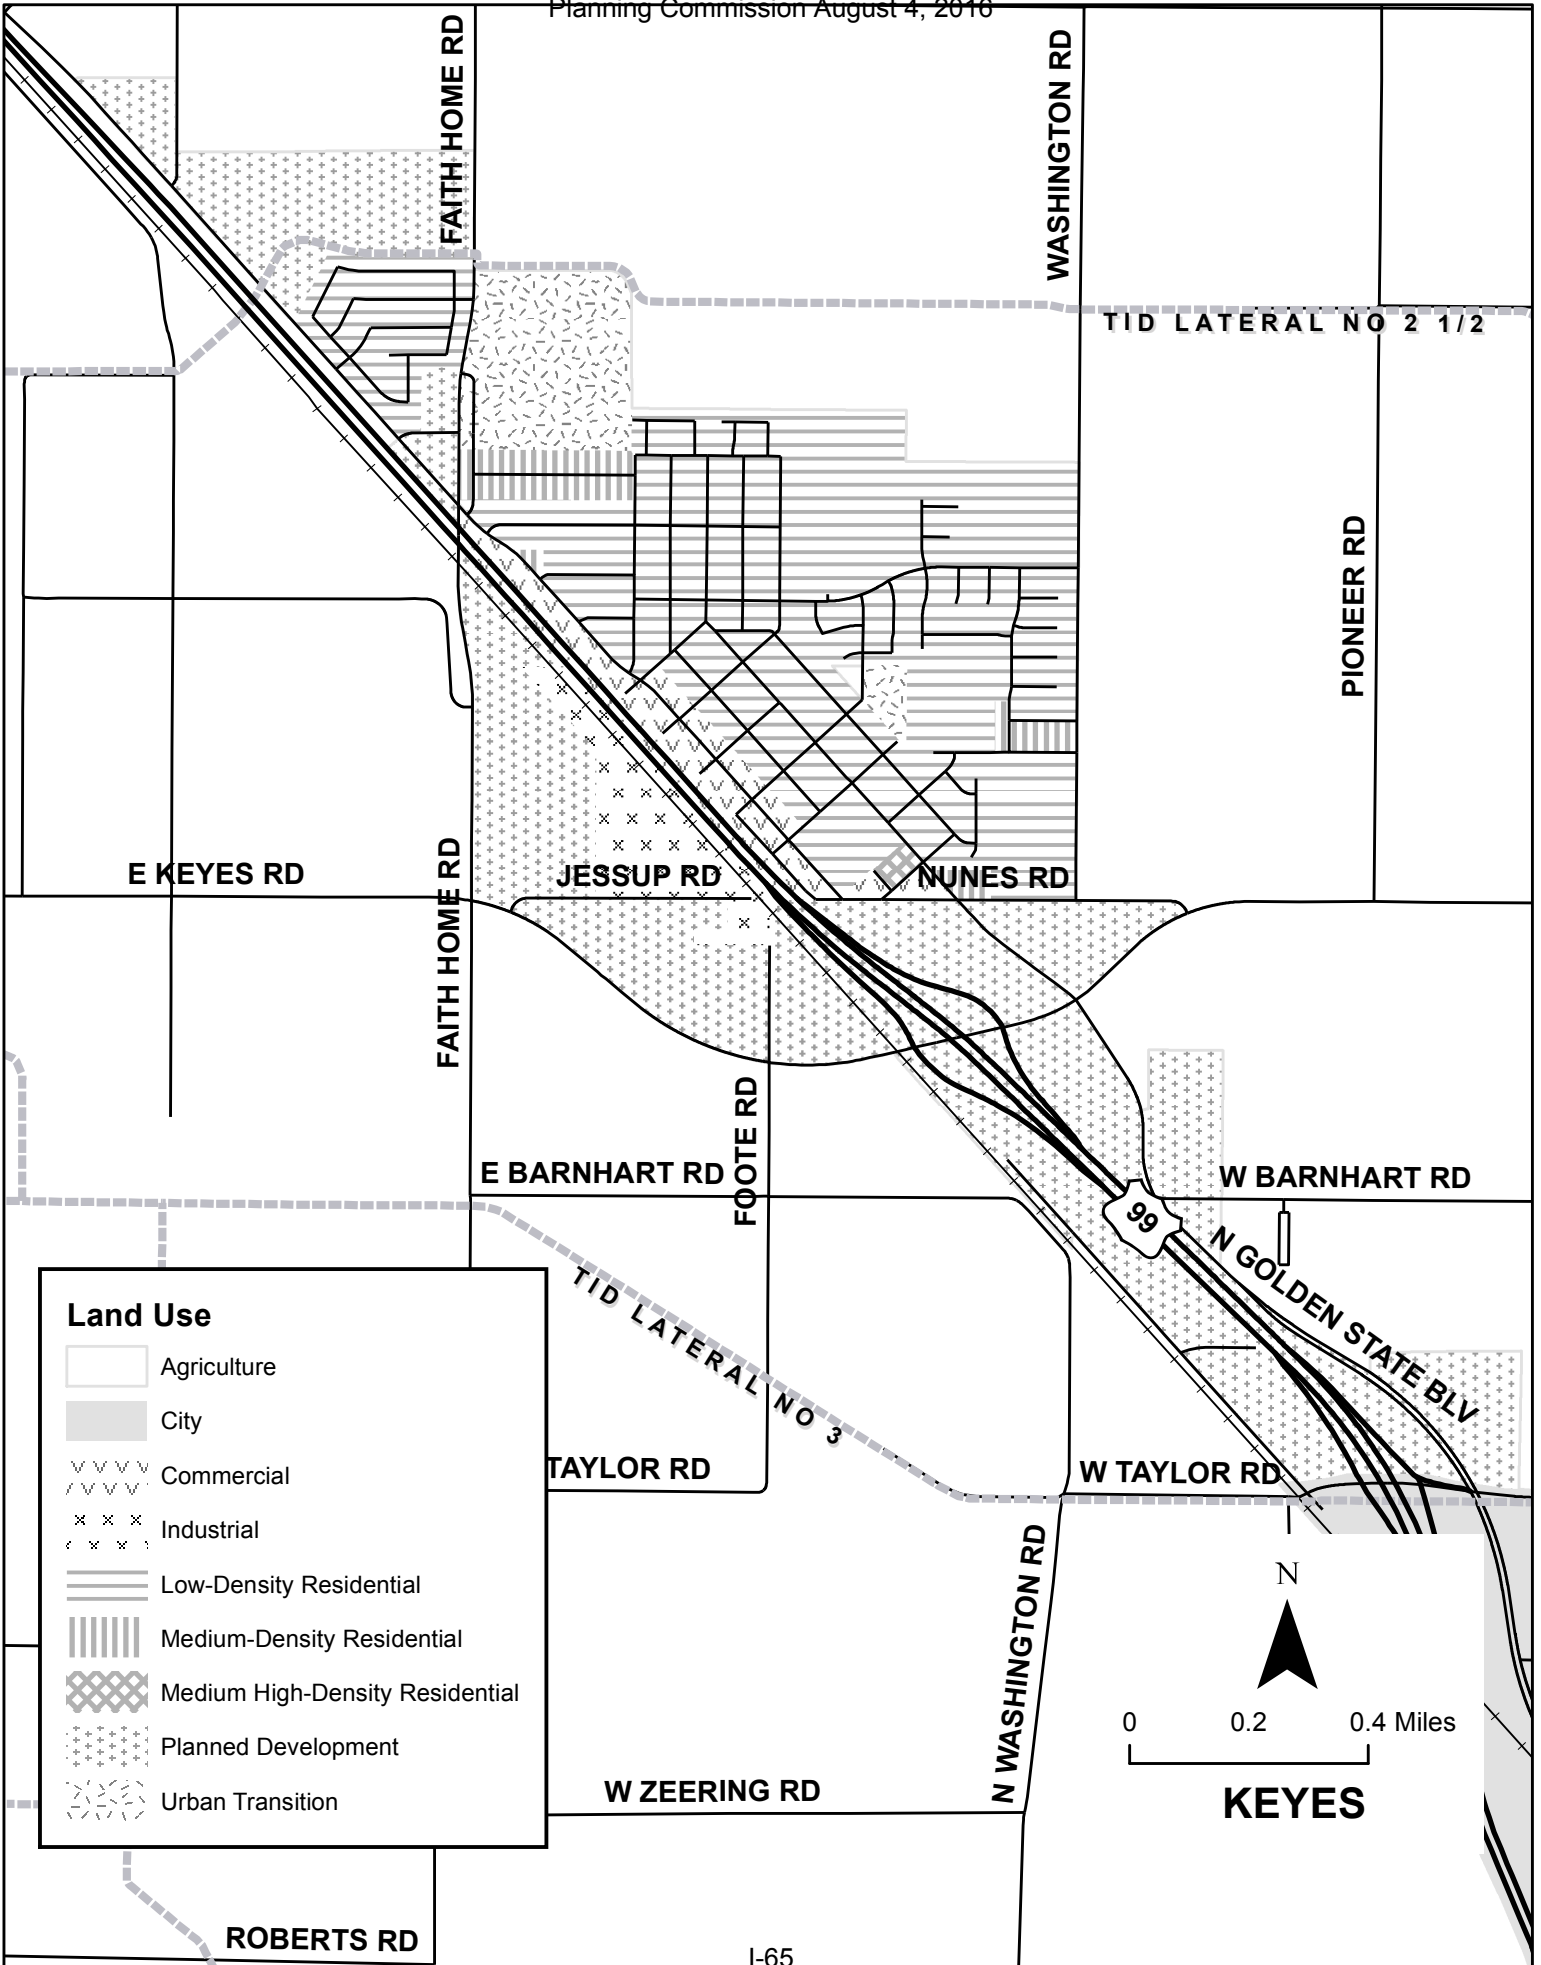 Planning Commission August 4, 2016
FAITH HOME RD
WASHINGTON RD
TID LATERAL NO 2 1/2
PIONEER RD
E KEYES RD
FAITH HOME RD
JESSUP RD
NUNES RD
FOOTE RD
E BARNHART RD
W BARNHART RD
99
N GOLDEN STATE BLV
TID LATERAL NO 3
TAYLOR RD
W TAYLOR RD
Land Use
Agriculture
City
Commercial
Industrial
Low-Density Residential
Medium-Density Residential
Medium High-Density Residential
Planned Development
Urban Transition
N WASHINGTON RD
N
0 0.2 0.4 Miles
KEYES
W ZEERING RD
ROBERTS RD
I-65